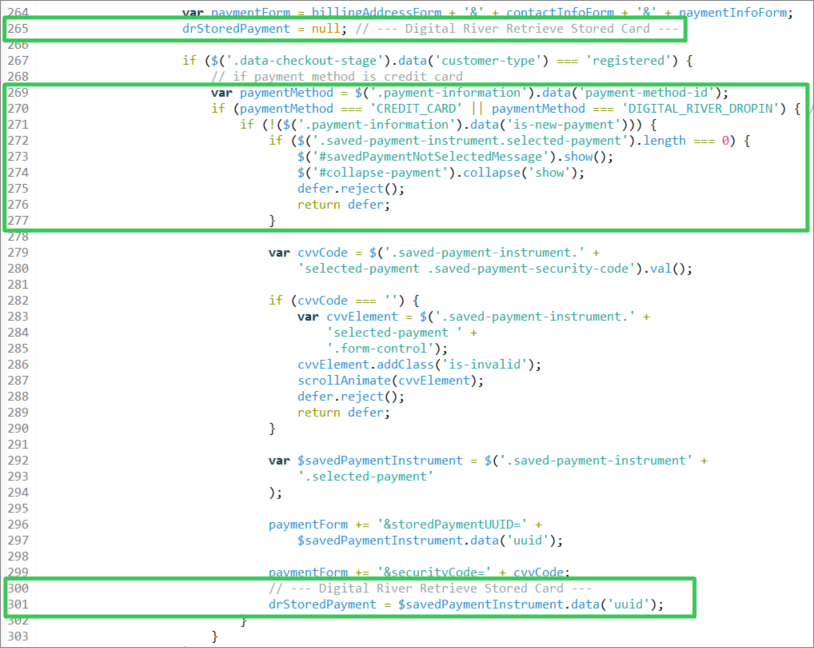 264 var paymentForm = billingAddressForm + '&' + contactInfoForm + '&' + paymentInfoForm;
265 drStoredPayment = null; // --- Digital River Retrieve Stored Card ---
266
267 if ($('.data-checkout-stage').data('customer-type') === 'registered') {
268 // if payment method is credit card
269 var paymentMethod = $('.payment-information').data('payment-method-id');
270 if (paymentMethod === 'CREDIT_CARD' || paymentMethod === 'DIGITAL_RIVER_DROPIN') { /
271 if (!($('.payment-information').data('is-new-payment'))) {
272 if ($('.saved-payment-instrument.selected-payment').length === 0) {
273 $('#savedPaymentNotSelectedMessage').show();
274 $('#collapse-payment').collapse('show');
275 defer.reject();
276 return defer;
277 }
278
279 var cvvCode = $('.saved-payment-instrument.' +
280 'selected-payment .saved-payment-security-code').val();
281
282 if (cvvCode === '') {
283 var cvvElement = $('.saved-payment-instrument.' +
284 'selected-payment ' +
285 '.form-control');
286 cvvElement.addClass('is-invalid');
287 scrollAnimate(cvvElement);
288 defer.reject();
289 return defer;
290 }
291
292 var $savedPaymentInstrument = $('.saved-payment-instrument' +
293 '.selected-payment'
294 );
295
296 paymentForm += '&storedPaymentUUID=' +
297 $savedPaymentInstrument.data('uuid');
298
299 paymentForm += '&securityCode=' + cvvCode;
300 // --- Digital River Retrieve Stored Card ---
301 drStoredPayment = $savedPaymentInstrument.data('uuid');
302 }
303 }